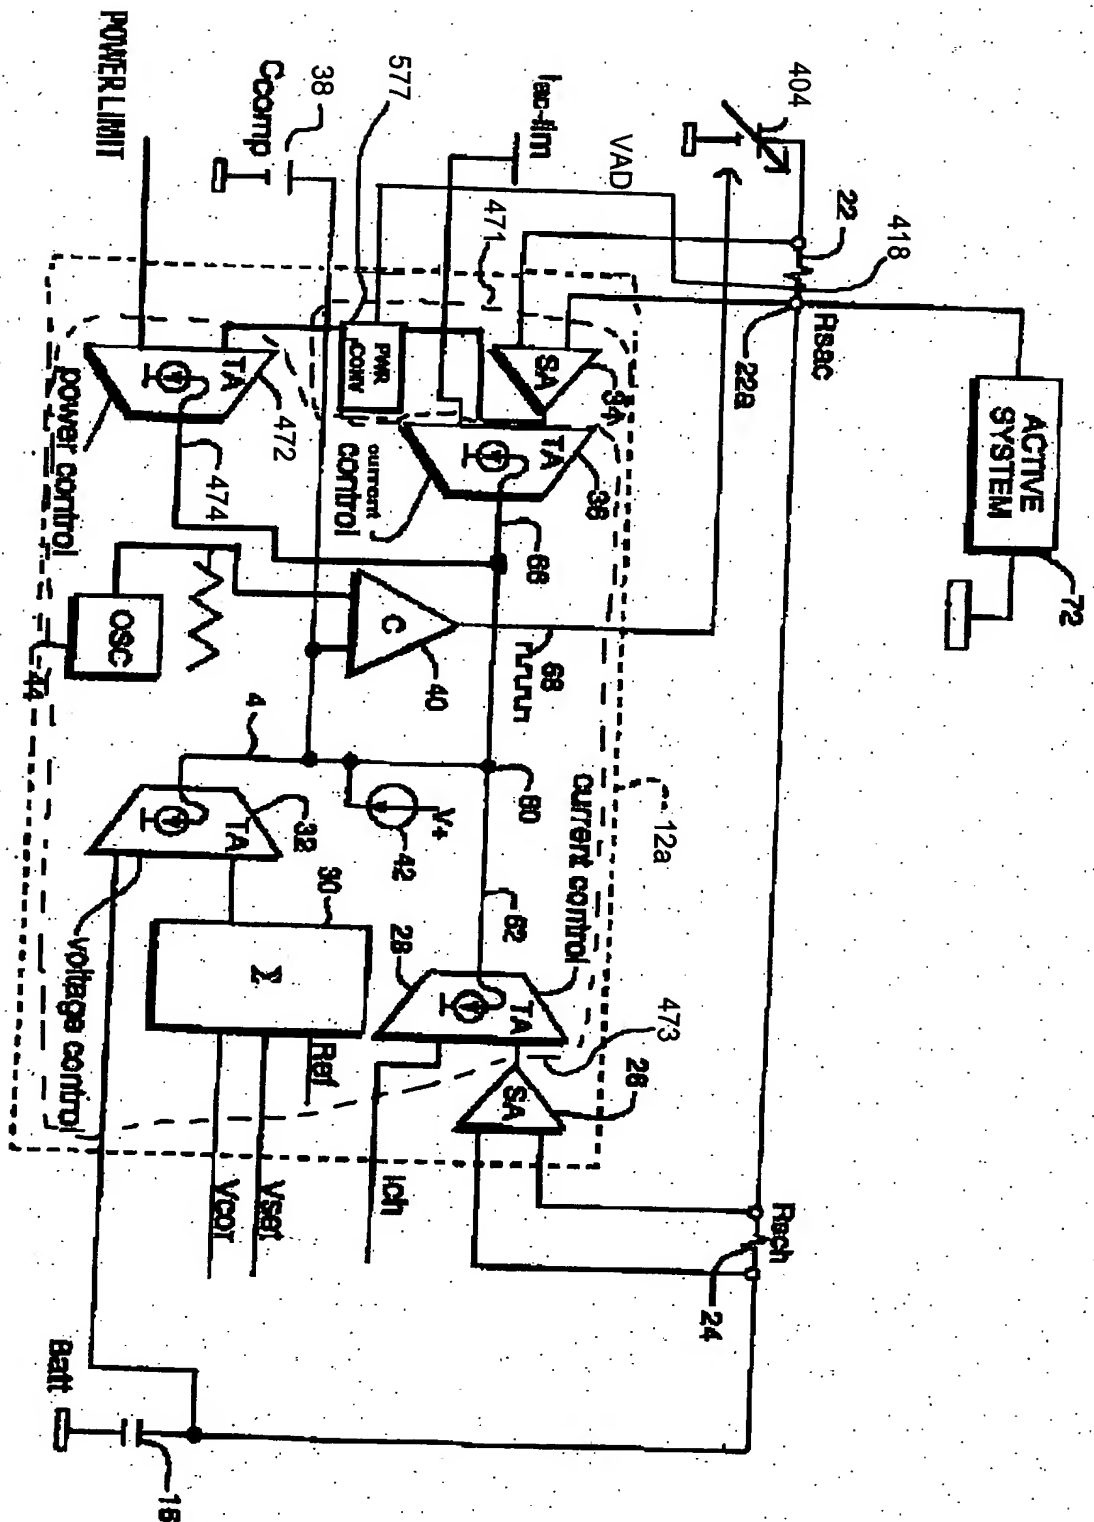 POWER LIMIT
Ccomp
38
577
Iac-lim
VAD
404
22
418
471
Rsac
22a
ACTIVE
SYSTEM
72
SA
34
PWR
CONV
TA
472
TA
36
current
control
power control
474
66
C
40
68
OSC
44
4
60
V+
42
12a
current control
TA
32
90
Σ
62
28
TA
473
26
SA
voltage control
Ref
Vcor
Vset
Ich
Rsch
24
Batt
18